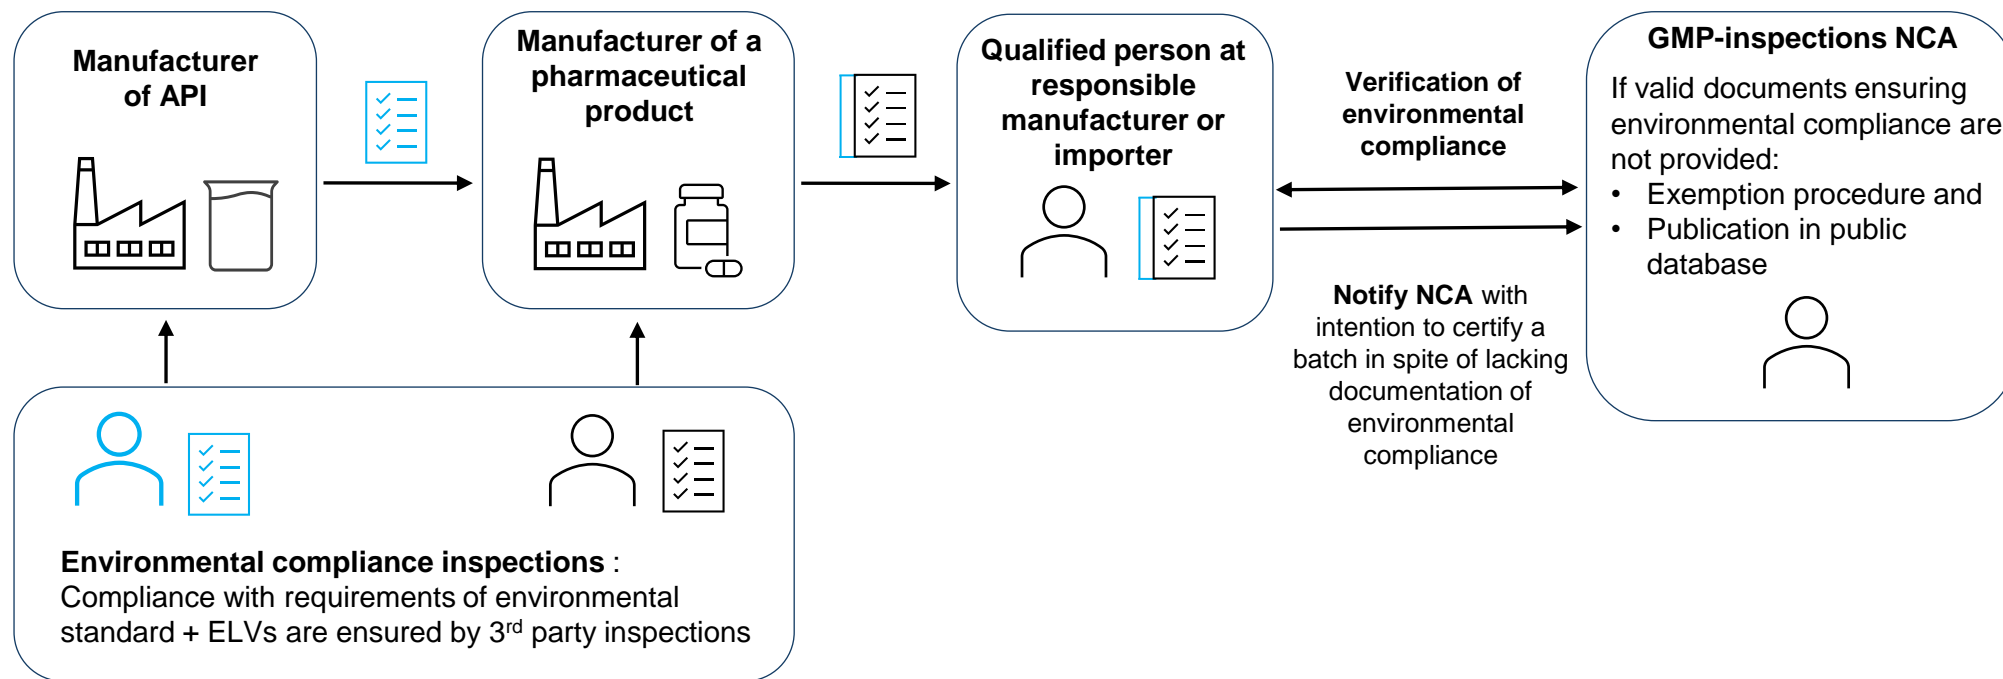 Manufacturer
of API
Manufacturer of a
pharmaceutical
product
Qualified person at
responsible
manufacturer or
importer
Verification of
environmental
compliance
Notify NCA with
intention to certify a
batch in spite of lacking
documentation of
environmental
compliance
GMP-inspections NCA
If valid documents ensuring
environmental compliance are
not provided:
• Exemption procedure and
• Publication in public
database
Environmental compliance inspections :
Compliance with requirements of environmental
standard + ELVs are ensured by 3rd party inspections